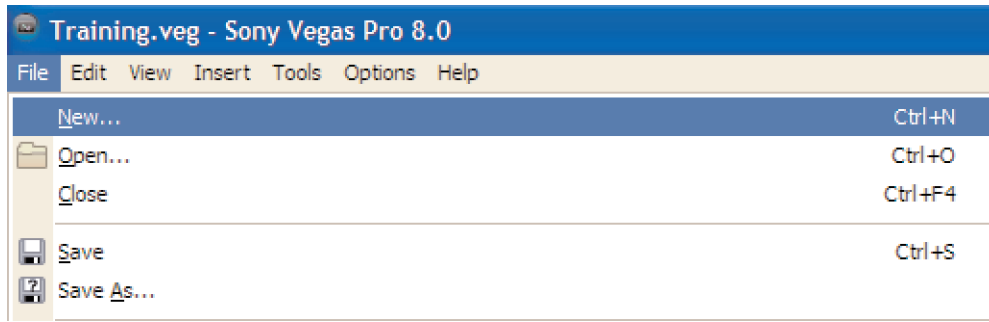 Training.veg - Sony Vegas Pro 8.0
File Edit View Insert Tools Options Help
New... Ctrl+N
Open... Ctrl+O
Close Ctrl+F4
Save Ctrl+S
Save As...